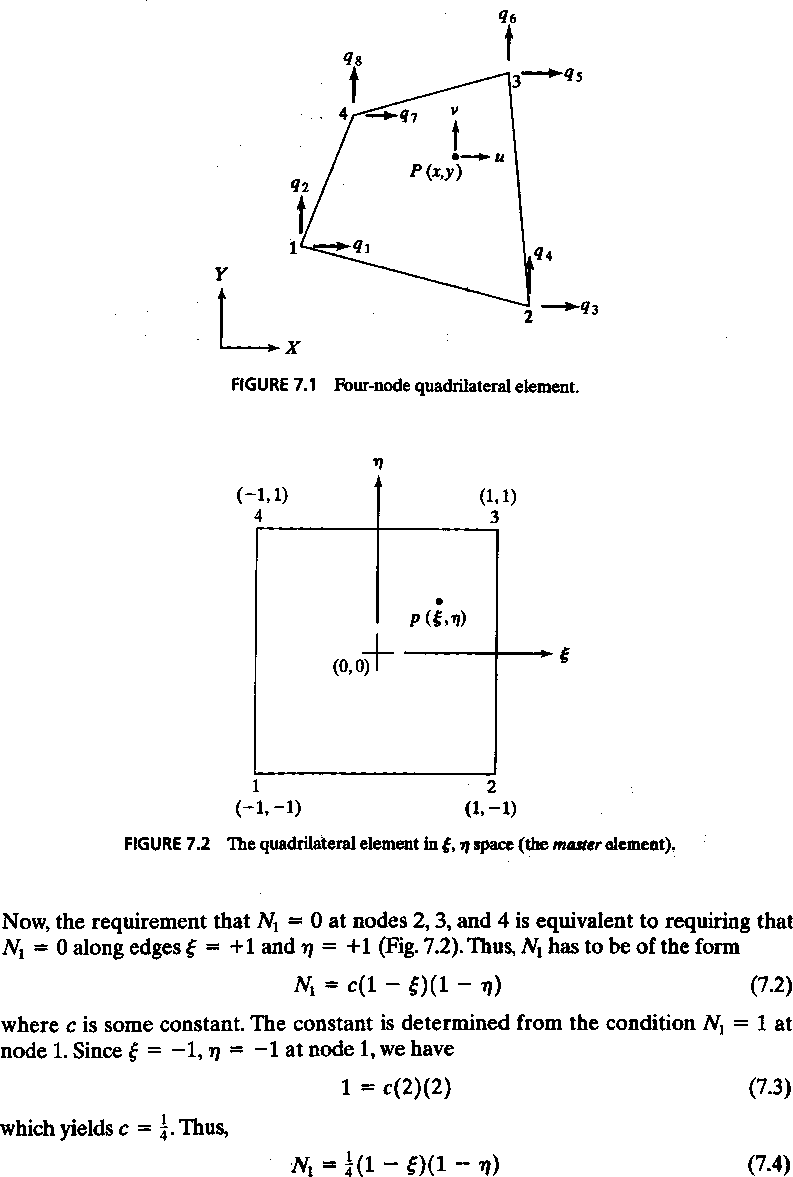 q6
q8
3 q5
4 q7 v
u
P (x,y)
q2
1 q1
q4
Y
2 q3
X
FIGURE 7.1 Four-node quadrilateral element.
η
(−1, 1) (1, 1)
4 3
p (ξ, η)
ξ
(0, 0)
1 2
(−1, −1) (1, −1)
FIGURE 7.2 The quadrilateral element in ξ, η space (the master element).
Now, the requirement that N₁ = 0 at nodes 2, 3, and 4 is equivalent to requiring that
N₁ = 0 along edges ξ = +1 and η = +1 (Fig. 7.2). Thus, N₁ has to be of the form
N₁ = c(1 − ξ)(1 − η) (7.2)
where c is some constant. The constant is determined from the condition N₁ = 1 at
node 1. Since ξ = −1, η = −1 at node 1, we have
1 = c(2)(2) (7.3)
which yields c = ¼. Thus,
N₁ = ¼(1 − ξ)(1 − η) (7.4)